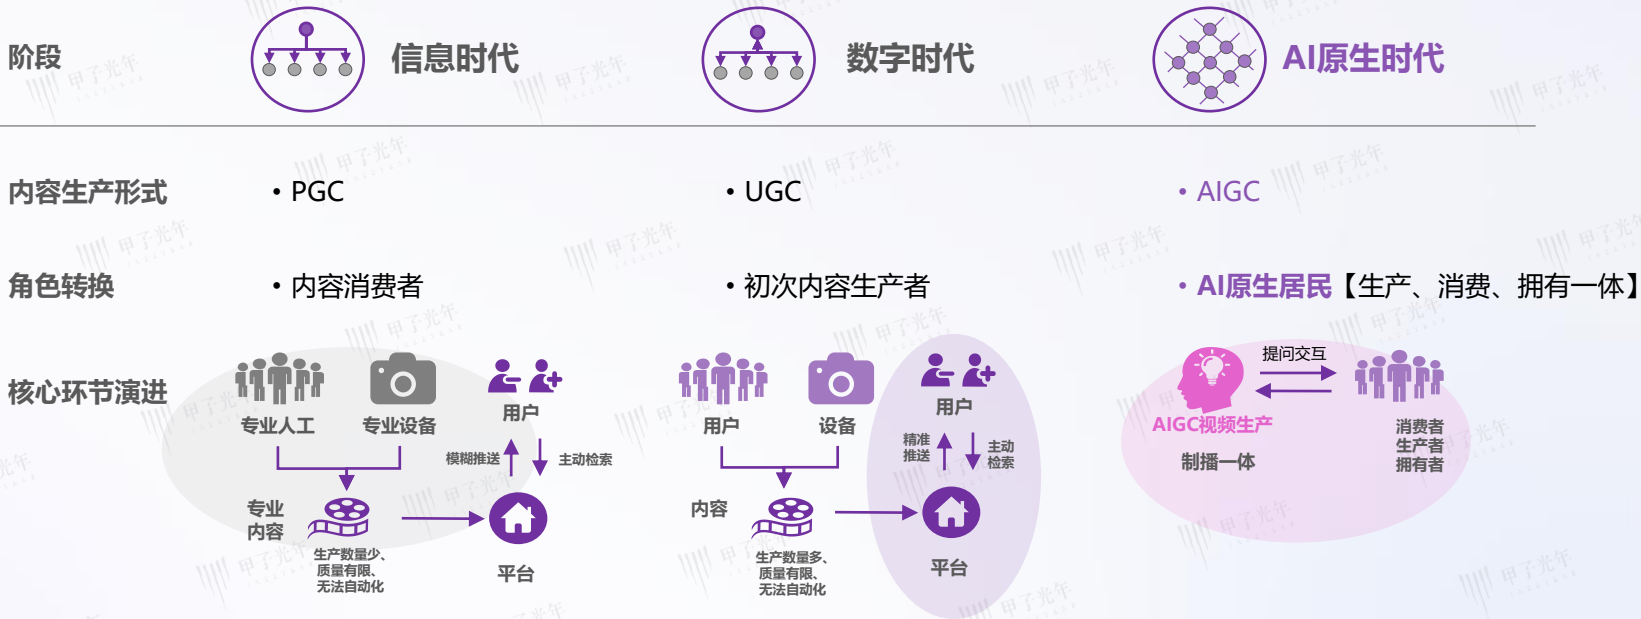 阶段
信息时代
数字时代
AI原生时代
内容生产形式
• PGC
• UGC
• AIGC
角色转换
• 内容消费者
• 初次内容生产者
• AI原生居民【生产、消费、拥有一体】
核心环节演进
专业人工
专业设备
用户
模糊推送
主动检索
专业
内容
生产数量少、
质量有限、
无法自动化
平台
用户
设备
用户
精准
推送
主动
检索
内容
生产数量多、
质量有限、
无法自动化
平台
提问交互
AIGC视频生产
制播一体
消费者
生产者
拥有者
甲子光年